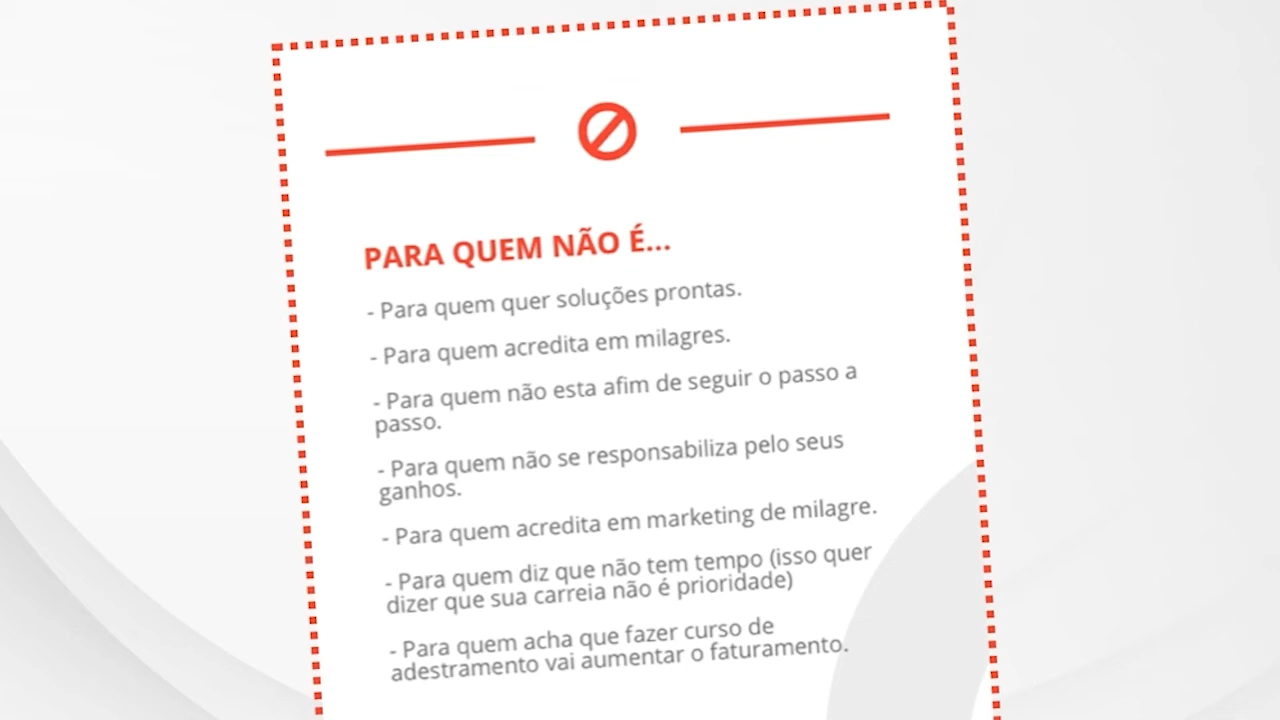 PARA QUEM NÃO É...
- Para quem quer soluções prontas.
- Para quem acredita em milagres.
- Para quem não esta afim de seguir o passo a
passo.
- Para quem não se responsabiliza pelo seus
ganhos.
- Para quem acredita em marketing de milagre.
- Para quem diz que não tem tempo (isso quer
dizer que sua carreia não é prioridade)
- Para quem acha que fazer curso de
adestramento vai aumentar o faturamento.